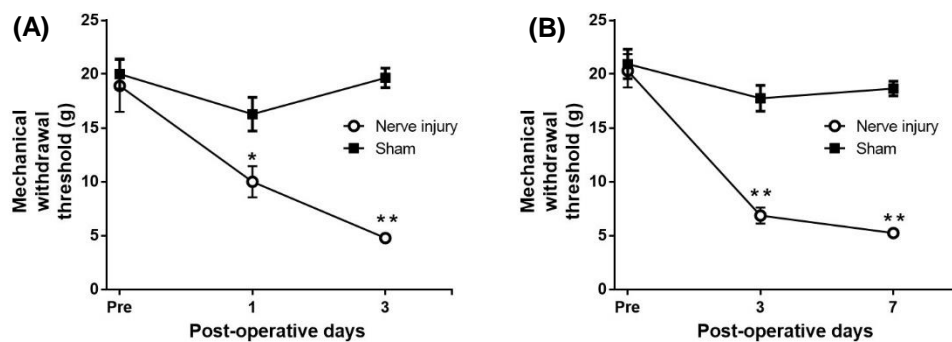 (A)
Mechanical
withdrawal
threshold (g)
25
20
15
10
5
0
*
**
Nerve injury
Sham
Pre
1
3
Post-operative days
(B)
Mechanical
withdrawal
threshold (g)
25
20
15
10
5
0
**
**
Nerve injury
Sham
Pre
3
7
Post-operative days